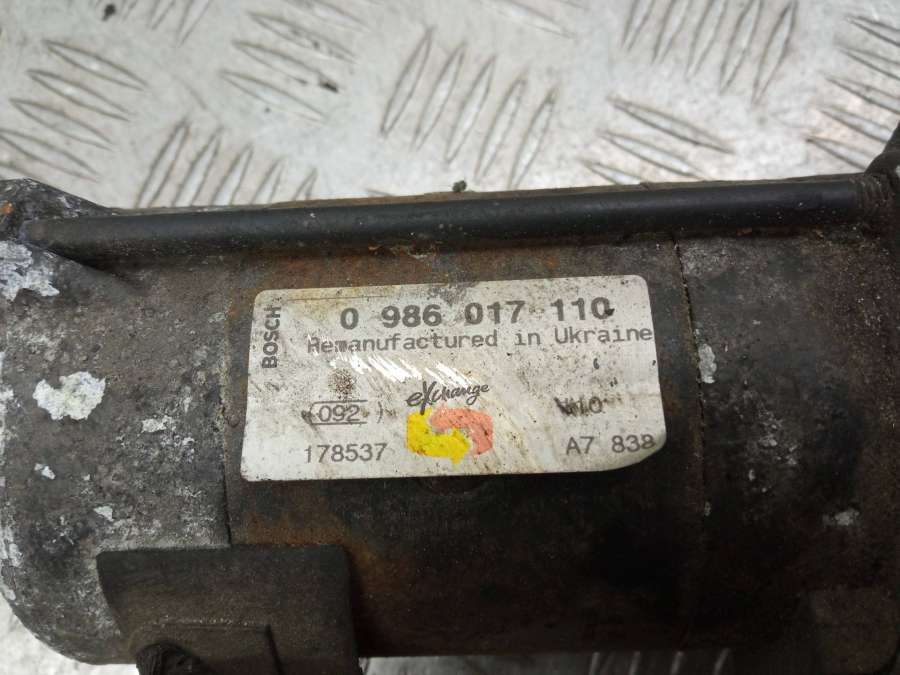 BOSCH
0 986 017 110
Remanufactured in Ukraine
eXchange
092
178537
A7 838